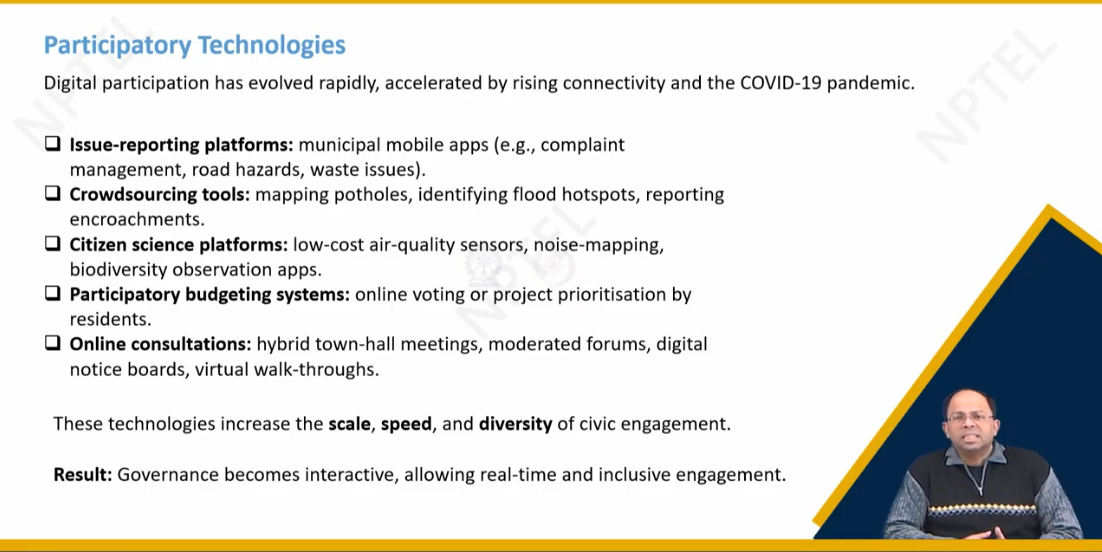 Participatory Technologies
Digital participation has evolved rapidly, accelerated by rising connectivity and the COVID-19 pandemic.
❑ Issue-reporting platforms: municipal mobile apps (e.g., complaint
management, road hazards, waste issues).
❑ Crowdsourcing tools: mapping potholes, identifying flood hotspots, reporting
encroachments.
❑ Citizen science platforms: low-cost air-quality sensors, noise-mapping,
biodiversity observation apps.
❑ Participatory budgeting systems: online voting or project prioritisation by
residents.
❑ Online consultations: hybrid town-hall meetings, moderated forums, digital
notice boards, virtual walk-throughs.
These technologies increase the scale, speed, and diversity of civic engagement.
Result: Governance becomes interactive, allowing real-time and inclusive engagement.
NPTEL
NPTEL
NPTEL